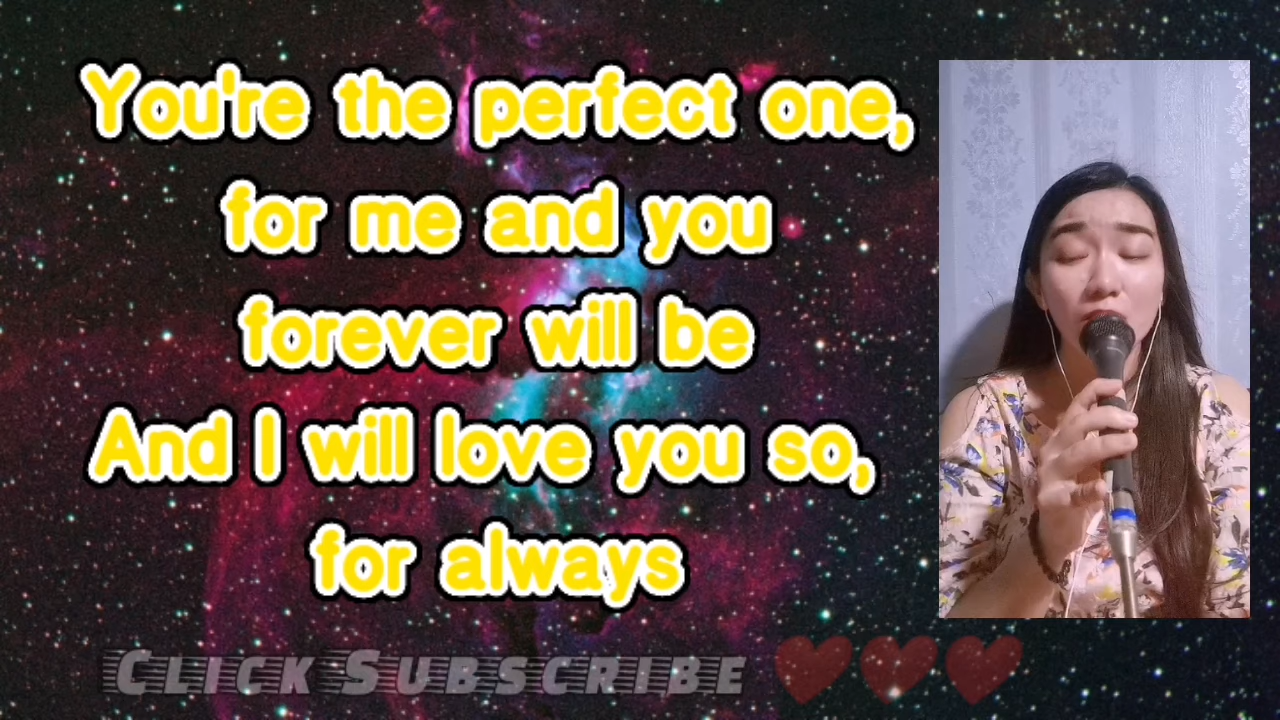 You're the perfect one,
for me and you
forever will be
And I will love you so,
for always
CLICK SUBSCRIBE